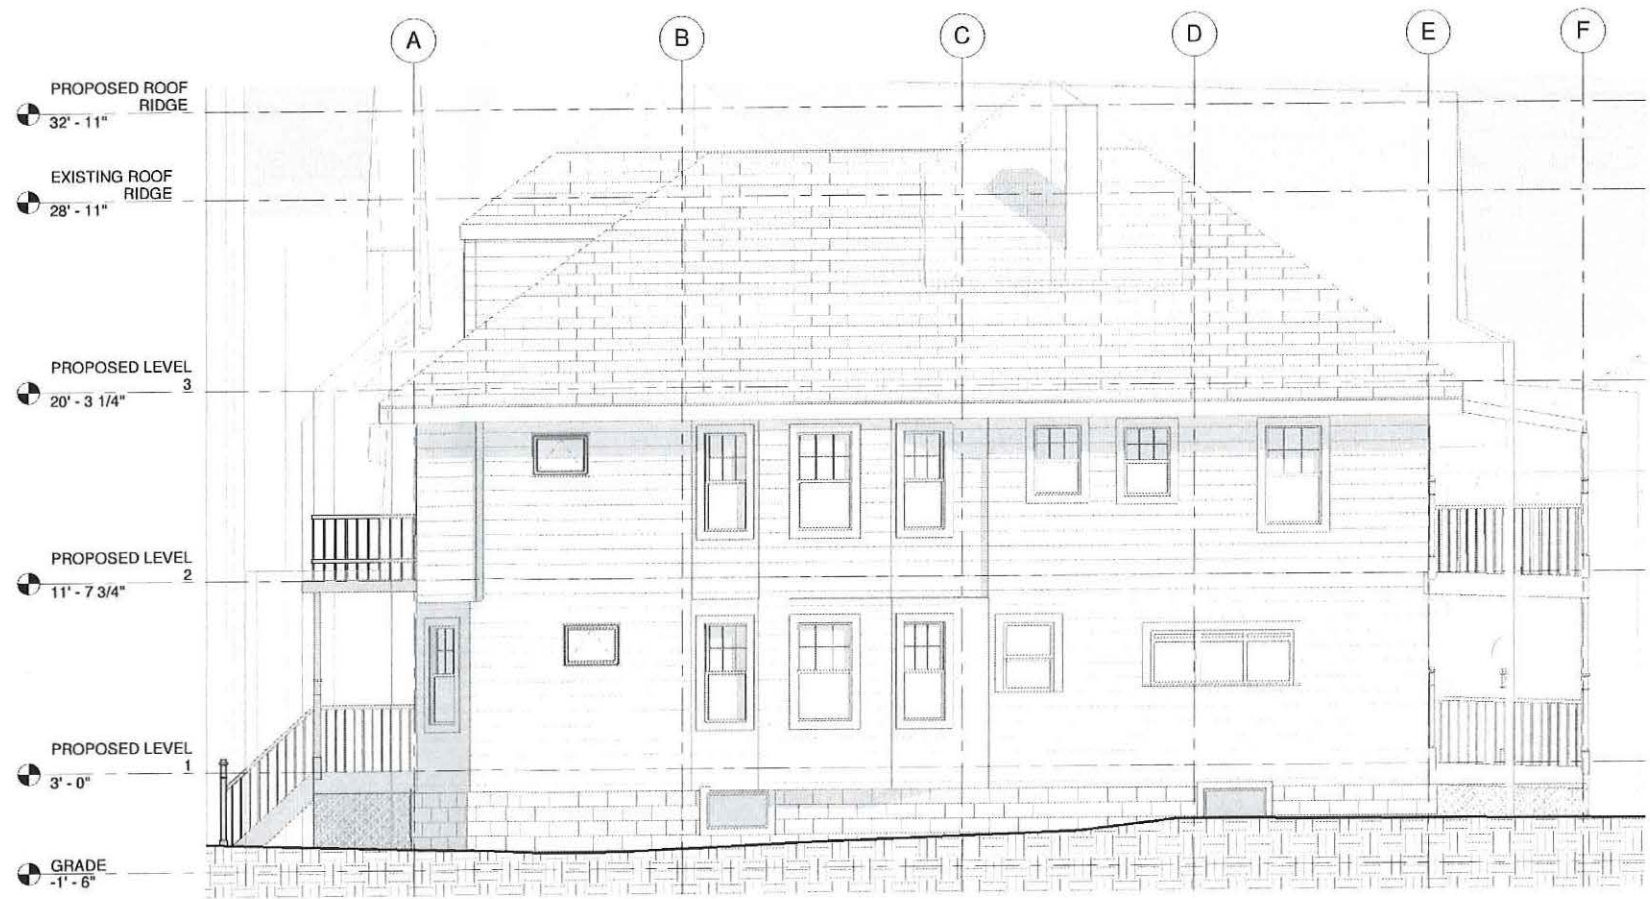 A B C D E F
PROPOSED ROOF
RIDGE
32' - 11"
EXISTING ROOF
RIDGE
28' - 11"
PROPOSED LEVEL
3
20' - 3 1/4"
PROPOSED LEVEL
2
11' - 7 3/4"
PROPOSED LEVEL
1
3' - 0"
GRADE
-1' - 6"